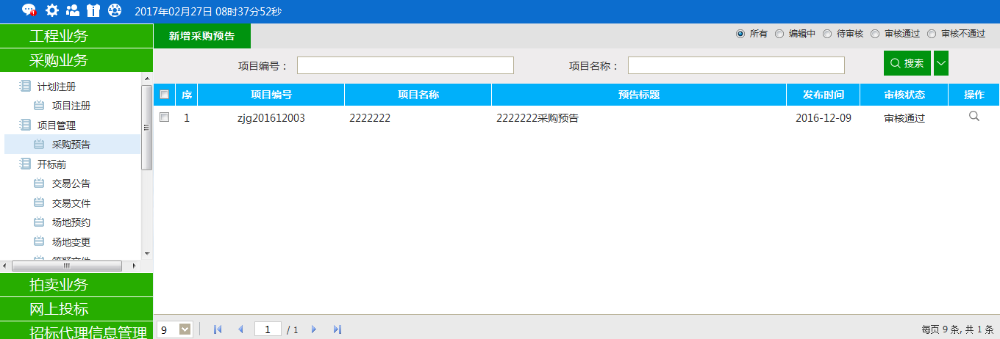 2017年02月27日 08时37分52秒
工程业务
采购业务
计划注册
项目注册
项目管理
采购预告
开标前
交易公告
交易文件
场地预约
场地变更
答疑文件
拍卖业务
网上投标
招标代理信息管理
新增采购预告
所有 编辑中 待审核 审核通过 审核不通过
项目编号： 项目名称： 搜索
序 项目编号 项目名称 预告标题 发布时间 审核状态 操作
1 zjg201612003 2222222 2222222采购预告 2016-12-09 审核通过
9 1 / 1 每页 9 条, 共 1 条